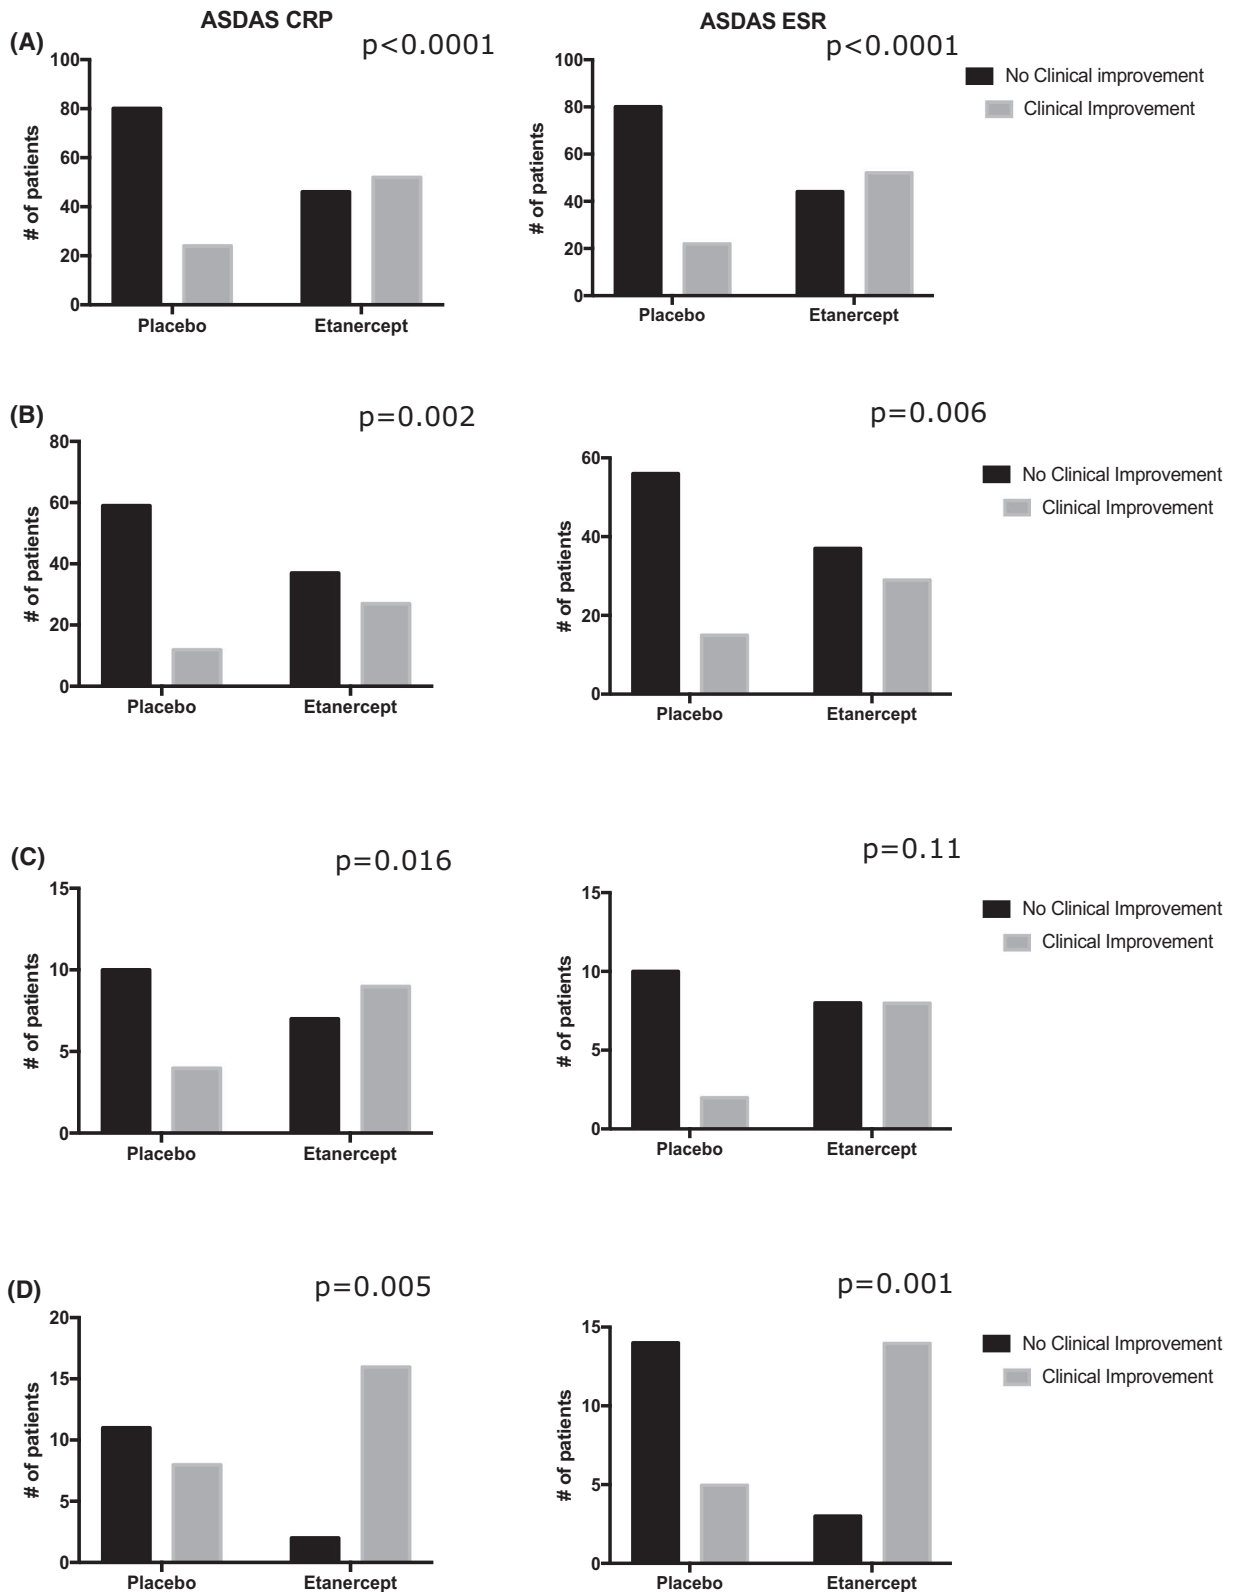 ASDAS CRP
ASDAS ESR
(A)
p<0.0001
p<0.0001
100
80
60
40
20
0
# of patients
Placebo
Etanercept
100
80
60
40
20
0
# of patients
Placebo
Etanercept
No Clinical improvement
Clinical Improvement
(B)
p=0.002
p=0.006
80
60
40
20
0
# of patients
Placebo
Etanercept
60
40
20
0
# of patients
Placebo
Etanercept
No Clinical Improvement
Clinical Improvement
(C)
p=0.016
p=0.11
15
10
5
0
# of patients
Placebo
Etanercept
15
10
5
0
# of patients
Placebo
Etanercept
No Clinical Improvement
Clinical Improvement
(D)
p=0.005
p=0.001
20
15
10
5
0
# of patients
Placebo
Etanercept
15
10
5
0
# of patients
Placebo
Etanercept
No Clinical Improvement
Clinical Improvement